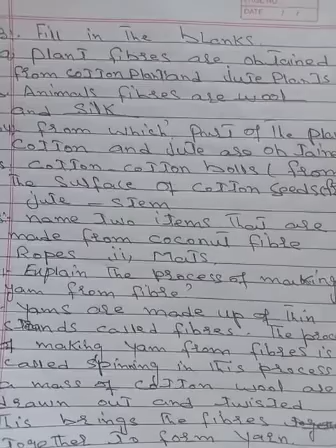 DATE
Fill in The blanks.
a) Plant fibres are obtained
from cotton Plant and Jute Plants
Animals fibres are wool
and Silk
from which, Part of The Pla
cotton and Jute are obtaine
cotton - cotton bolls ( from
The Surface of cotton seeds
jute - stem
name Two items That are
made from coconut fibre
Ropes ii, Mats.
Explain The process of making
yarn from fibre?
Yarns are made up of Thin
strands called fibres. The proc
of making yarn from fibres is
called spinning in This process
a mass of cotton wool are
drawn out and Twisted
This brings The fibres
Together To form yarn